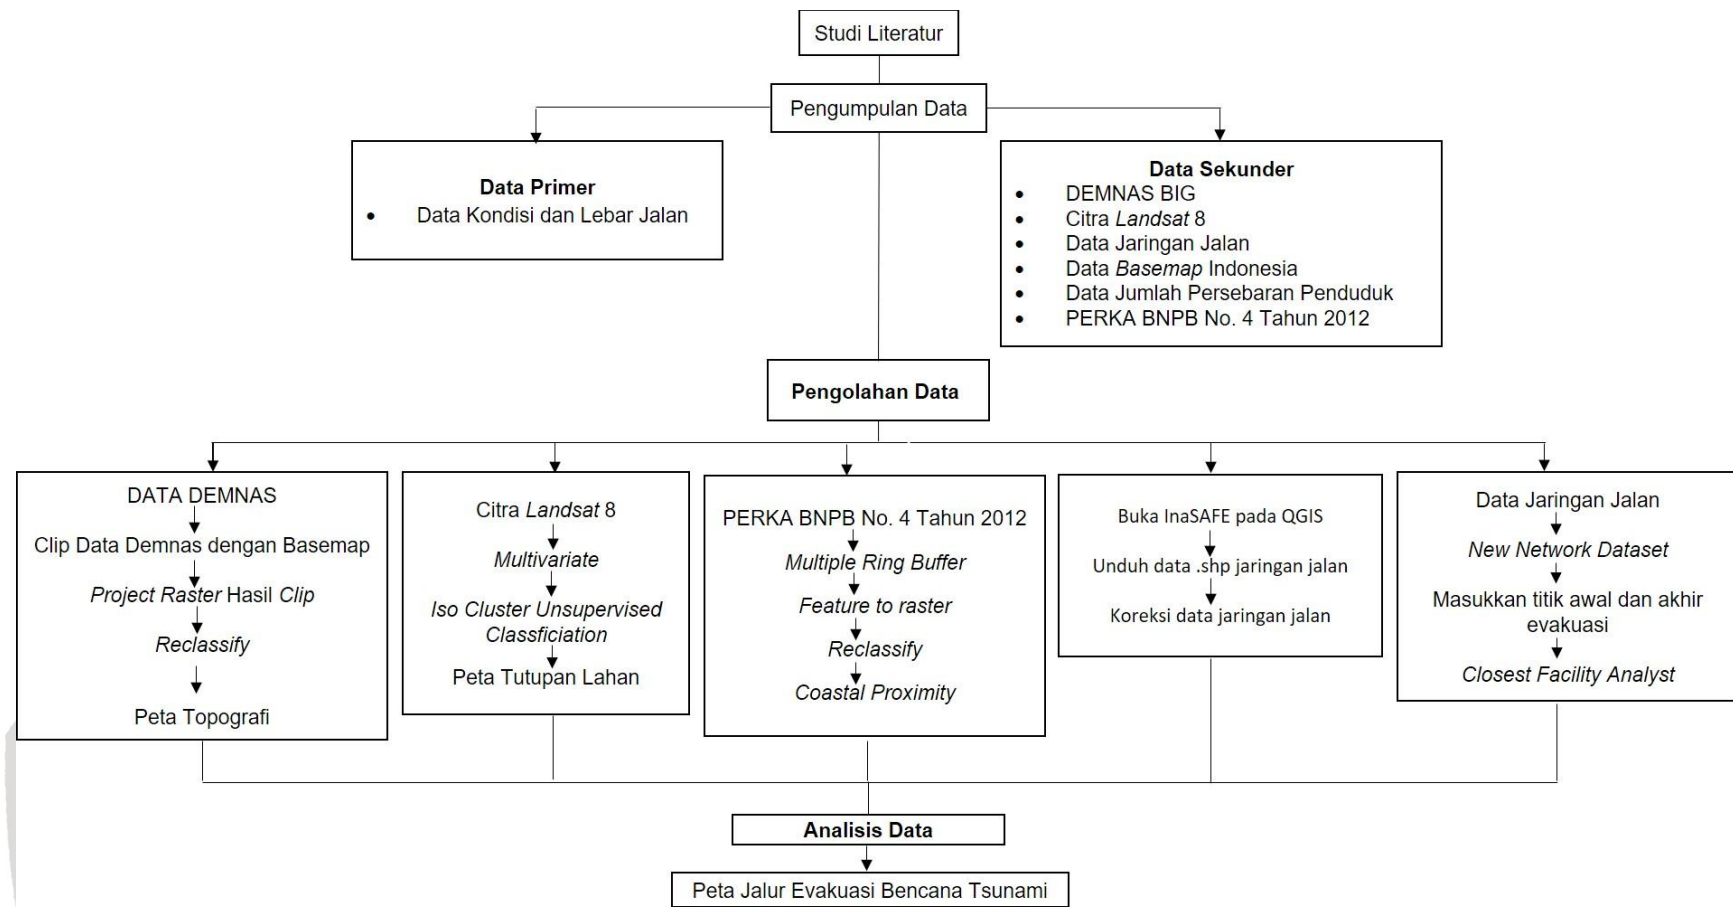 Studi Literatur
Pengumpulan Data
Data Primer
• Data Kondisi dan Lebar Jalan
Data Sekunder
• DEMNAS BIG
• Citra Landsat 8
• Data Jaringan Jalan
• Data Basemap Indonesia
• Data Jumlah Persebaran Penduduk
• PERKA BNPB No. 4 Tahun 2012
Pengolahan Data
DATA DEMNAS
Clip Data Demnas dengan Basemap
Project Raster Hasil Clip
Reclassify
Peta Topografi
Citra Landsat 8
Multivariate
Iso Cluster Unsupervised
Classficiation
Peta Tutupan Lahan
PERKA BNPB No. 4 Tahun 2012
Multiple Ring Buffer
Feature to raster
Reclassify
Coastal Proximity
Buka InaSAFE pada QGIS
Unduh data .shp jaringan jalan
Koreksi data jaringan jalan
Data Jaringan Jalan
New Network Dataset
Masukkan titik awal dan akhir
evakuasi
Closest Facility Analyst
Analisis Data
Peta Jalur Evakuasi Bencana Tsunami